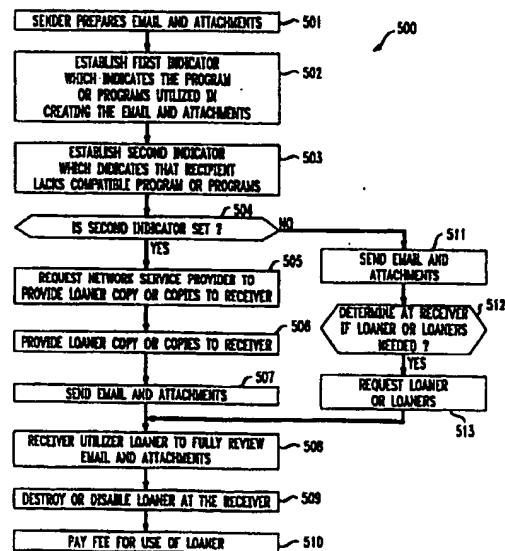 SENDER PREPARES EMAIL AND ATTACHMENTS
501
500
ESTABLISH FIRST INDICATOR
WHICH INDICATES THE PROGRAM
OR PROGRAMS UTILIZED IN
CREATING THE EMAIL AND ATTACHMENTS
502
ESTABLISH SECOND INDICATOR
WHICH INDICATES THAT RECIPIENT
LACKS COMPATIBLE PROGRAM OR PROGRAMS
503
504
IS SECOND INDICATOR SET ?
NO
YES
505
REQUEST NETWORK SERVICE PROVIDER TO
PROVIDE LOANER COPY OR COPIES TO RECEIVER
511
SEND EMAIL AND
ATTACHMENTS
506
PROVIDE LOANER COPY OR COPIES TO RECEIVER
512
DETERMINE AT RECEIVER
IF LOANER OR LOANERS
NEEDED ?
YES
507
SEND EMAIL AND ATTACHMENTS
REQUEST LOANER
OR LOANERS
513
RECEIVER UTILIZER LOANER TO FULLY REVIEW
EMAIL AND ATTACHMENTS
508
DESTROY OR DISABLE LOANER AT THE RECEIVER
509
PAY FEE FOR USE OF LOANER
510